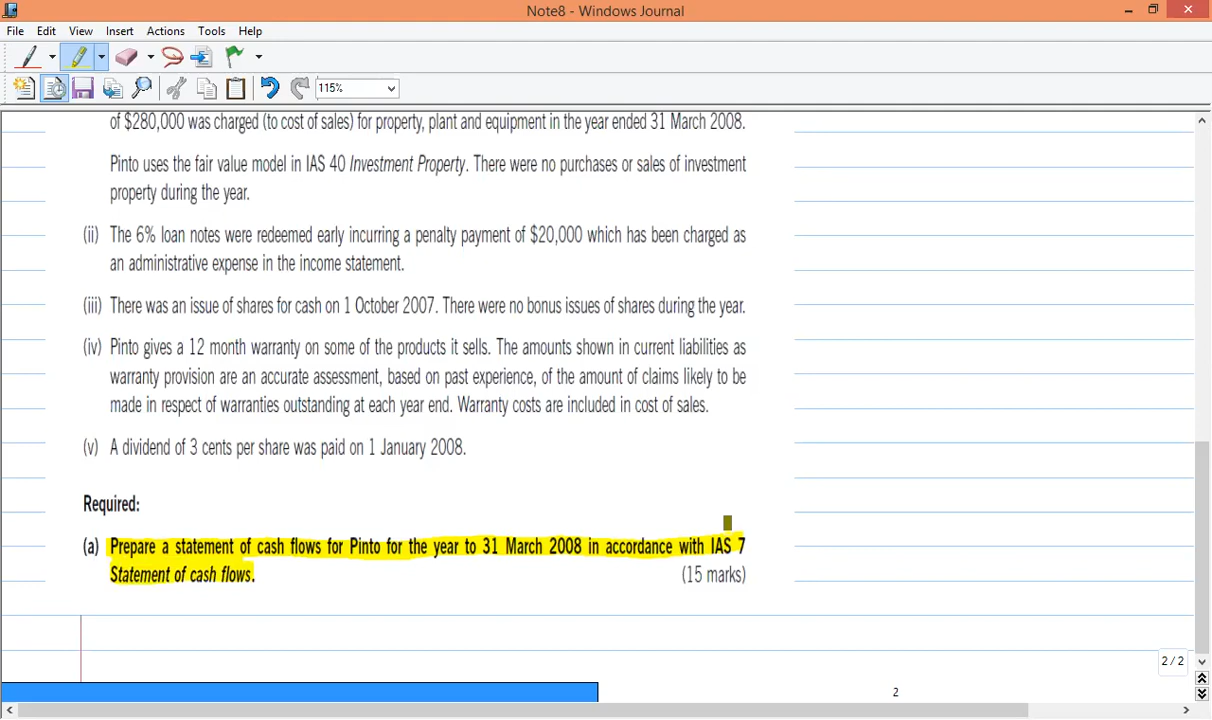 Note8 - Windows Journal
File Edit View Insert Actions Tools Help
115%
of $280,000 was charged (to cost of sales) for property, plant and equipment in the year ended 31 March 2008.
Pinto uses the fair value model in IAS 40 Investment Property. There were no purchases or sales of investment
property during the year.
(ii) The 6% loan notes were redeemed early incurring a penalty payment of $20,000 which has been charged as
an administrative expense in the income statement.
(iii) There was an issue of shares for cash on 1 October 2007. There were no bonus issues of shares during the year.
(iv) Pinto gives a 12 month warranty on some of the products it sells. The amounts shown in current liabilities as
warranty provision are an accurate assessment, based on past experience, of the amount of claims likely to be
made in respect of warranties outstanding at each year end. Warranty costs are included in cost of sales.
(v) A dividend of 3 cents per share was paid on 1 January 2008.
Required:
(a) Prepare a statement of cash flows for Pinto for the year to 31 March 2008 in accordance with IAS 7
Statement of cash flows. (15 marks)
2 / 2
2